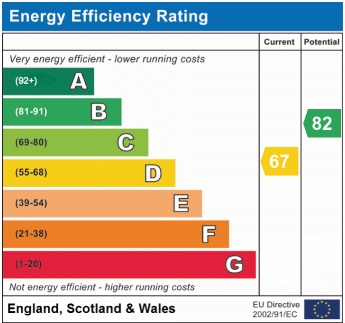 Energy Efficiency Rating
Current Potential
Very energy efficient - lower running costs
(92+) A
(81-91) B
(69-80) C
(55-68) D
(39-54) E
(21-38) F
(1-20) G
67
82
Not energy efficient - higher running costs
England, Scotland & Wales
EU Directive
2002/91/EC